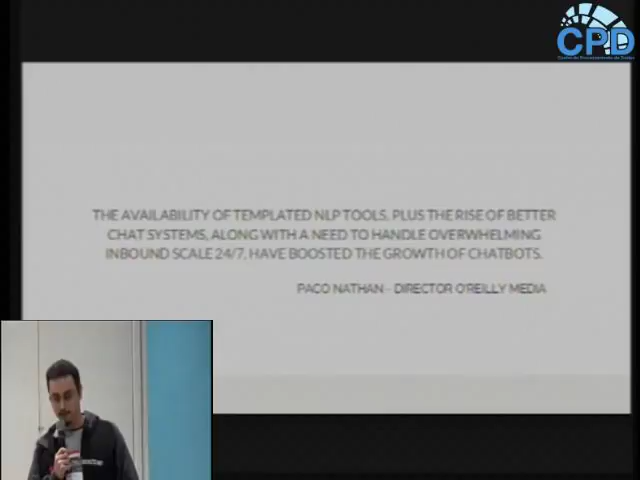 CPD
THE AVAILABILITY OF TEMPLATED NLP TOOLS, PLUS THE RISE OF BETTER
CHAT SYSTEMS, ALONG WITH A NEED TO HANDLE OVERWHELMING
INBOUND SCALE 24/7, HAVE BOOSTED THE GROWTH OF CHATBOTS.
PACO NATHAN - DIRECTOR O'REILLY MEDIA